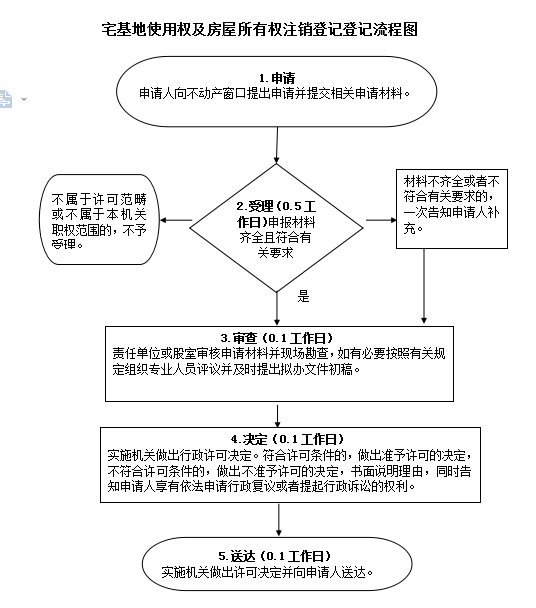 宅基地使用权及房屋所有权注销登记登记流程图
1.申请
申请人向不动产窗口提出申请并提交相关申请材料。
不属于许可范畴
或不属于本机关
职权范围的，不予
受理。
2.受理（0.5工
作日)申报材料
齐全且符合有
关要求
材料不齐全或者不
符合有关要求的，
一次告知申请人补
充。
是
3.审查（0.1工作日）
责任单位或股室审核申请材料并现场勘查，如有必要按照有关规
定组织专业人员评议并及时提出拟办文件初稿。
4.决定（0.1工作日）
实施机关做出行政许可决定。符合许可条件的，做出准予许可的决定，
不符合许可条件的，做出不准予许可的决定，书面说明理由，同时告
知申请人享有依法申请行政复议或者提起行政诉讼的权利。
5.送达（0.1工作日）
实施机关做出许可决定并向申请人送达。